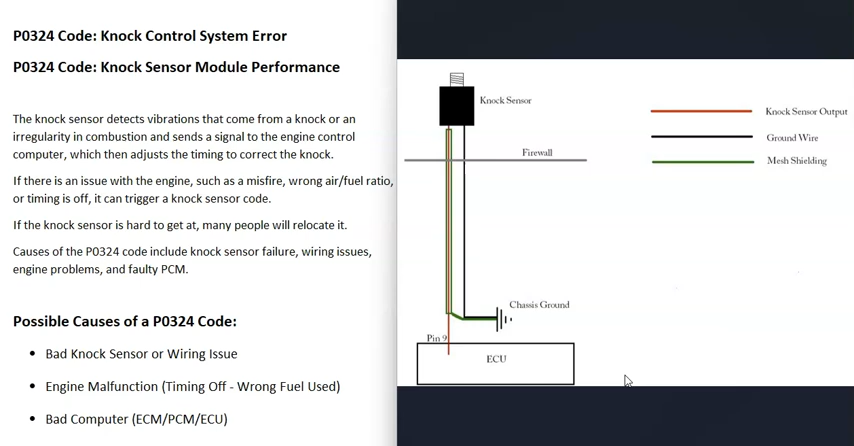 P0324 Code: Knock Control System Error
P0324 Code: Knock Sensor Module Performance
The knock sensor detects vibrations that come from a knock or an
irregularity in combustion and sends a signal to the engine control
computer, which then adjusts the timing to correct the knock.
If there is an issue with the engine, such as a misfire, wrong air/fuel ratio,
or timing is off, it can trigger a knock sensor code.
If the knock sensor is hard to get at, many people will relocate it.
Causes of the P0324 code include knock sensor failure, wiring issues,
engine problems, and faulty PCM.
Possible Causes of a P0324 Code:
• Bad Knock Sensor or Wiring Issue
• Engine Malfunction (Timing Off - Wrong Fuel Used)
• Bad Computer (ECM/PCM/ECU)
Knock Sensor
Firewall
Chassis Ground
Pin 9
ECU
Knock Sensor Output
Ground Wire
Mesh Shielding